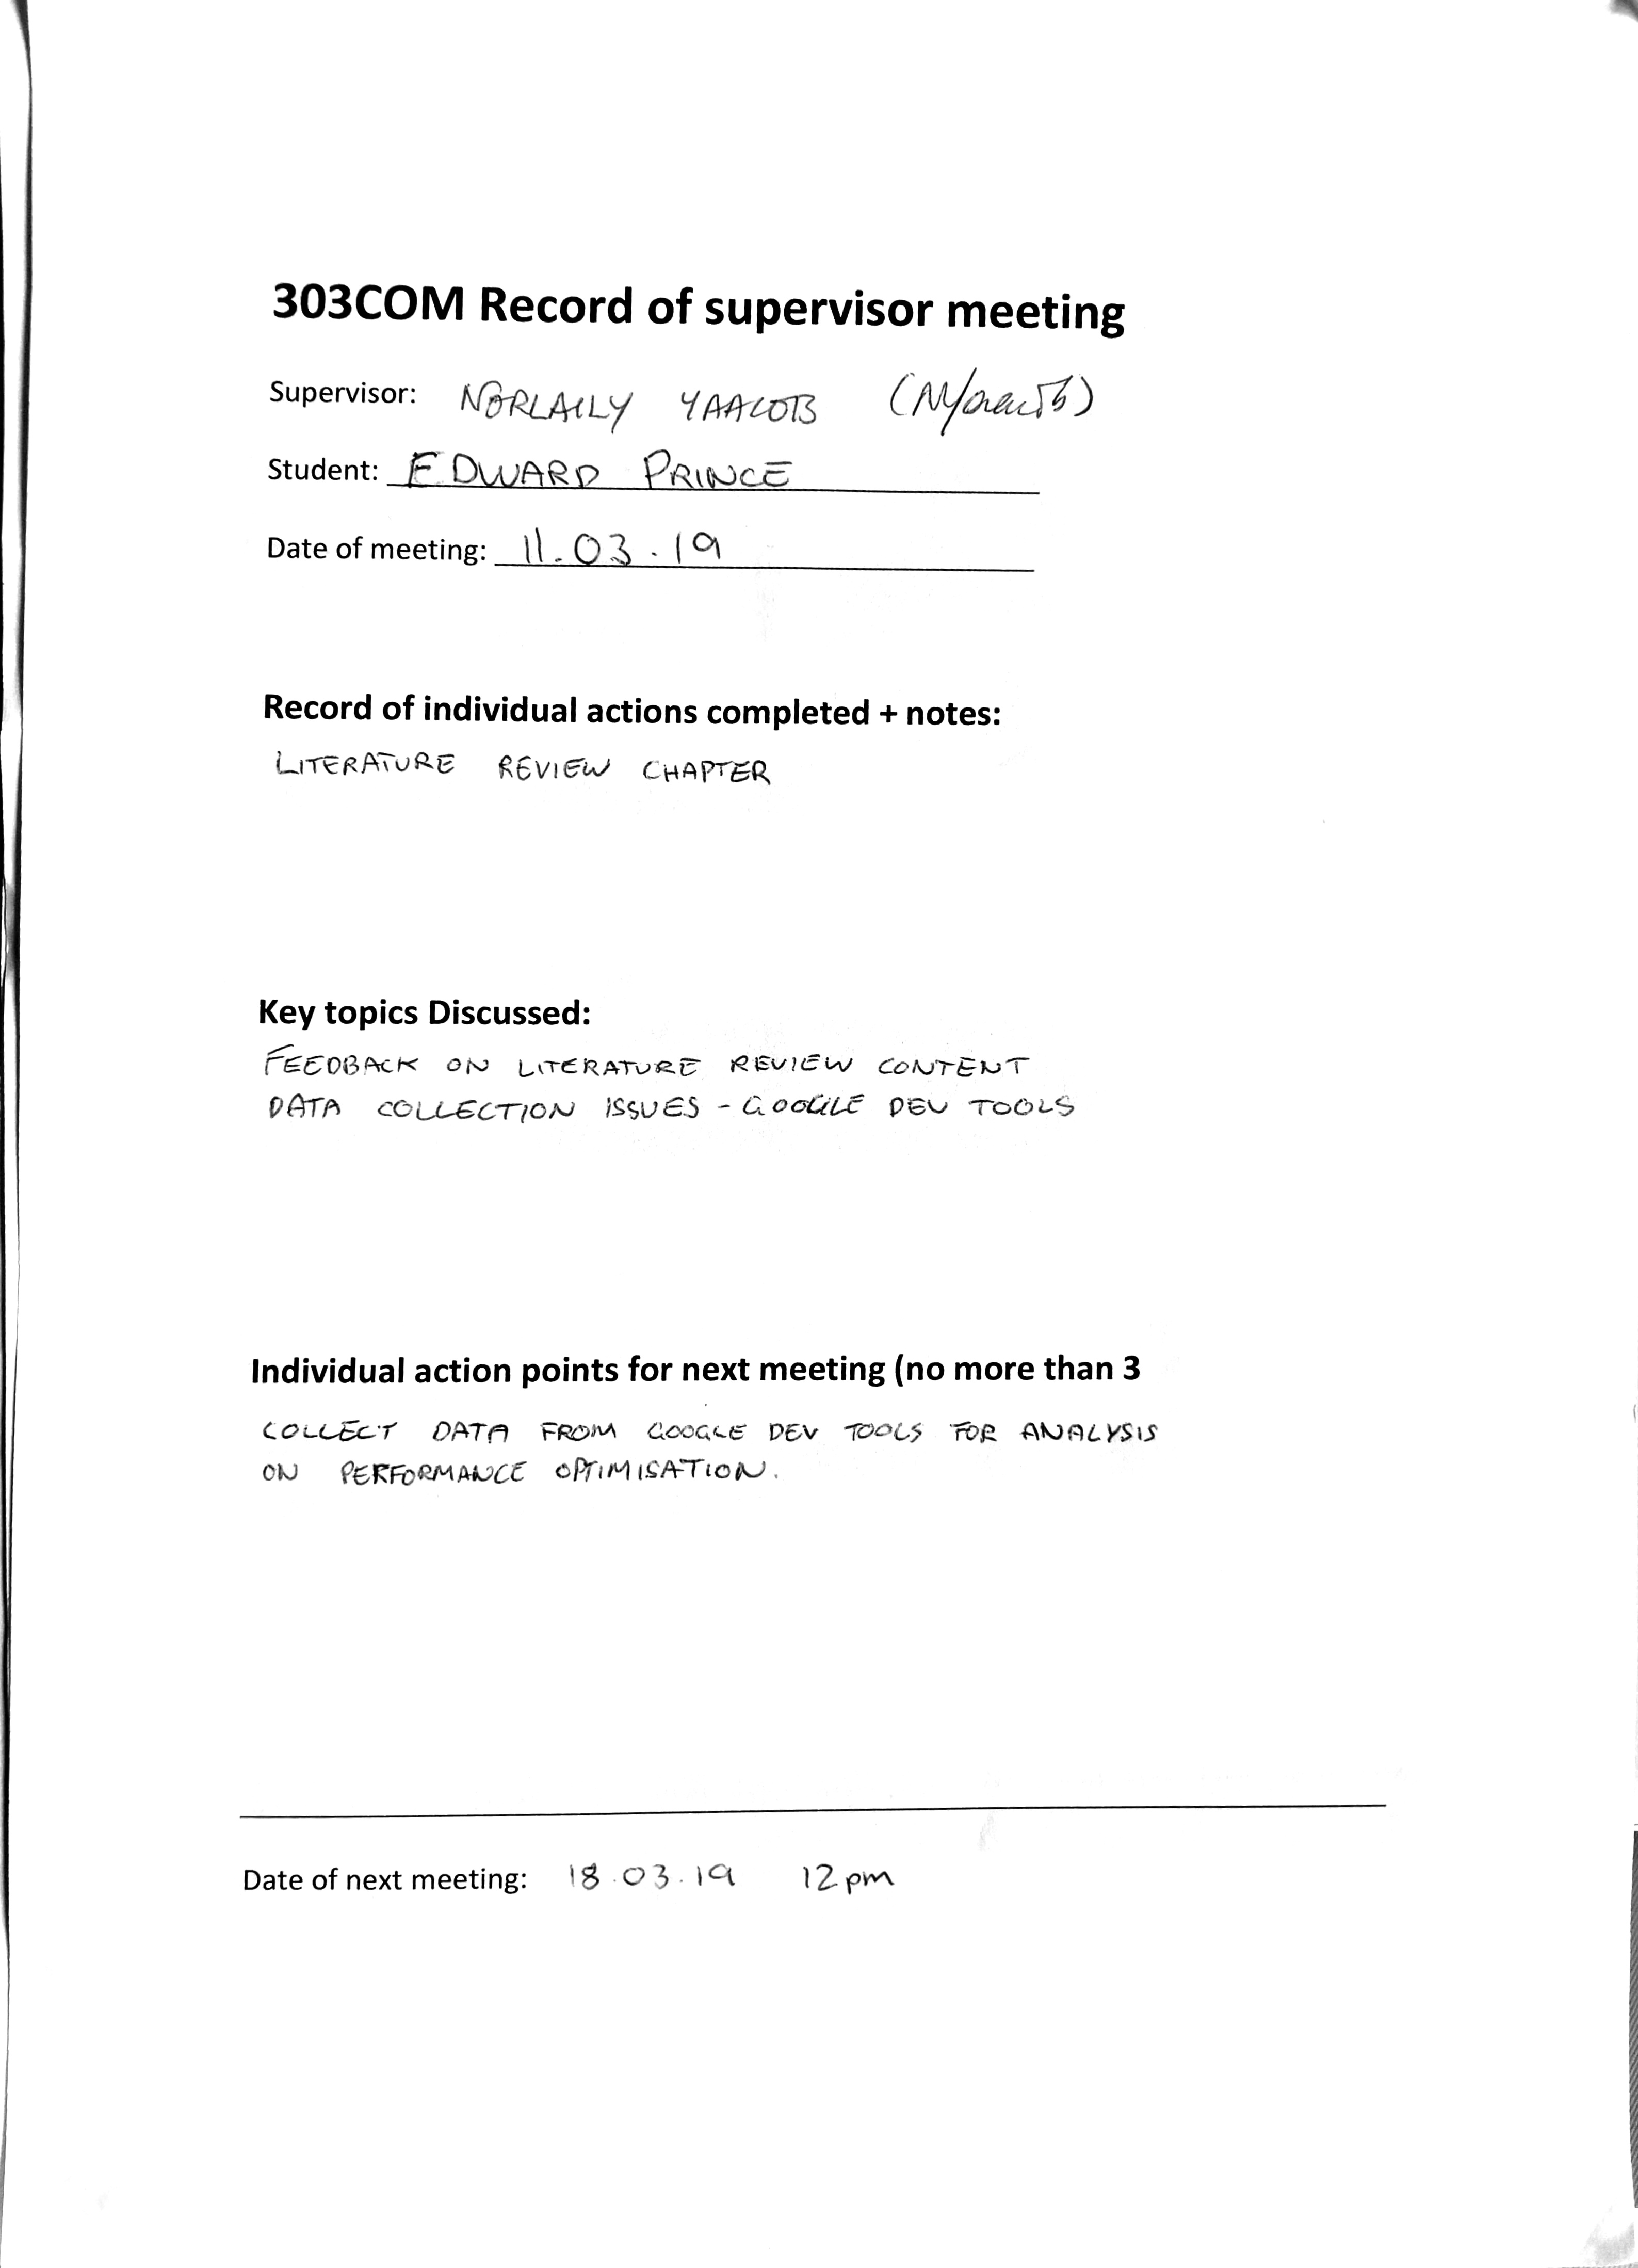 303COM Record of supervisor meeting
Supervisor: NORLAILY YAACOB
Student: EDWARD PRINCE
Date of meeting: 11.03.19
Record of individual actions completed + notes:
LITERATURE REVIEW CHAPTER
Key topics Discussed:
FEEDBACK ON LITERATURE REVIEW CONTENT
DATA COLLECTION ISSUES - GOOGLE DEV TOOLS
Individual action points for next meeting (no more than 3
COLLECT DATA FROM GOOGLE DEV TOOLS FOR ANALYSIS
ON PERFORMANCE OPTIMISATION.
Date of next meeting: 18.03.19 12pm